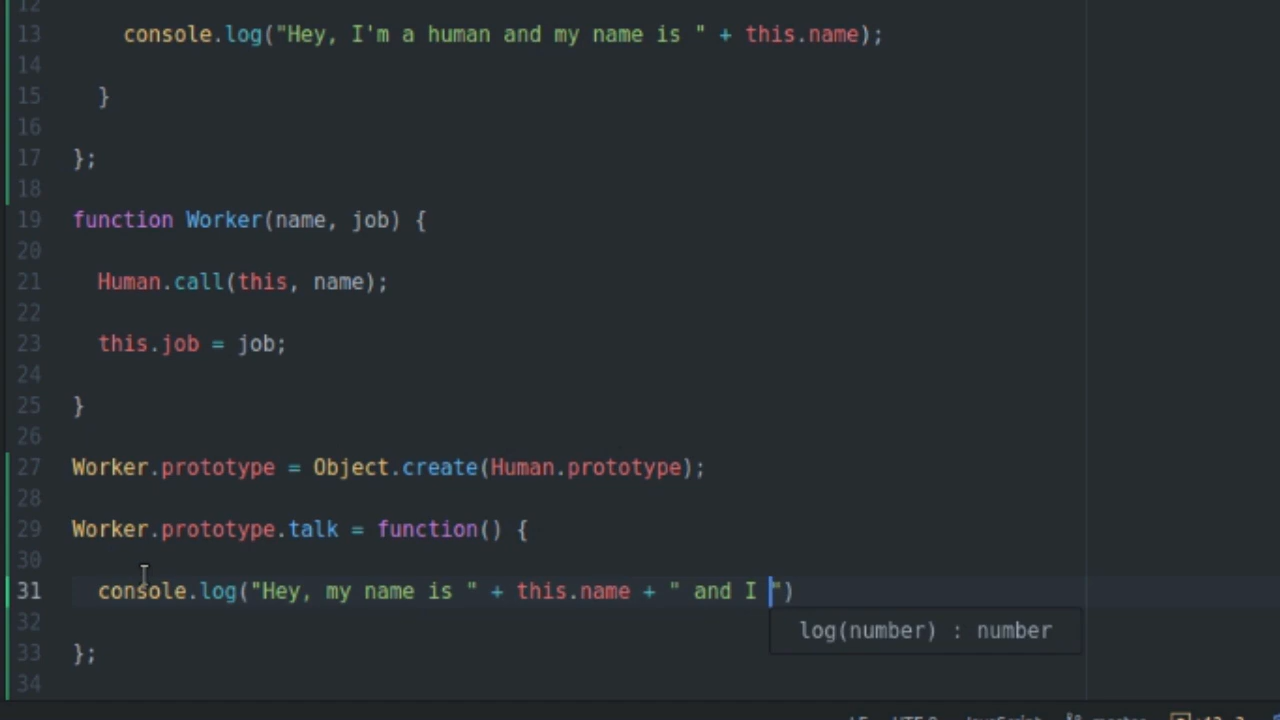 12
13 console.log("Hey, I'm a human and my name is " + this.name);
14
15 }
16
17 };
18
19 function Worker(name, job) {
20
21 Human.call(this, name);
22
23 this.job = job;
24
25 }
26
27 Worker.prototype = Object.create(Human.prototype);
28
29 Worker.prototype.talk = function() {
30
31 console.log("Hey, my name is " + this.name + " and I ")
log(number) : number
32
33 };
34